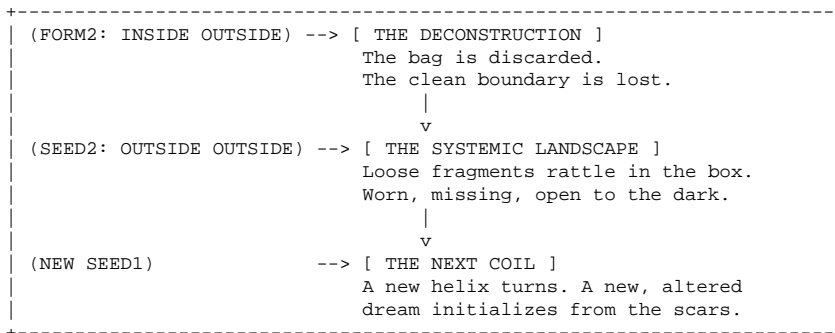 +--------------------------------------------------------------------------
| (FORM2: INSIDE OUTSIDE) --> [ THE DECONSTRUCTION ]
|                             The bag is discarded.
|                             The clean boundary is lost.
|                                  |
|                                  v
| (SEED2: OUTSIDE OUTSIDE) --> [ THE SYSTEMIC LANDSCAPE ]
|                             Loose fragments rattle in the box.
|                             Worn, missing, open to the dark.
|                                  |
|                                  v
| (NEW SEED1)             --> [ THE NEXT COIL ]
|                             A new helix turns. A new, altered
|                             dream initializes from the scars.
+--------------------------------------------------------------------------